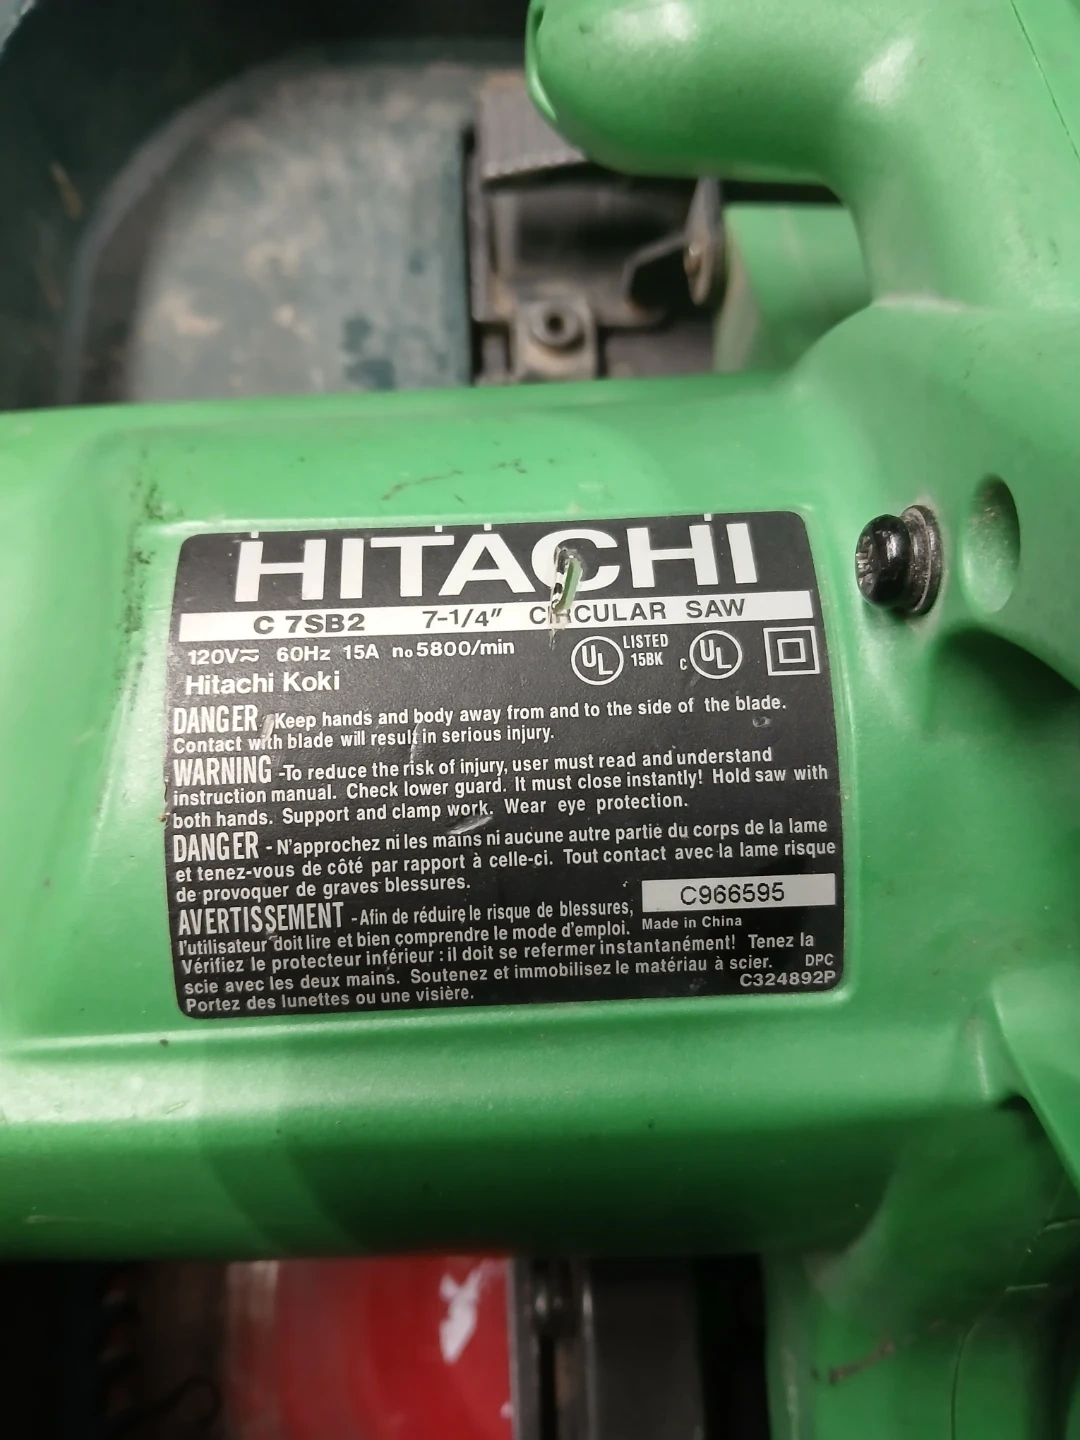 HITACHI
C 7SB2 7-1/4" CIRCULAR SAW
120V≂ 60Hz 15A no5800/min
UL LISTED 15BK c UL
Hitachi Koki
DANGER -Keep hands and body away from and to the side of the blade.
Contact with blade will result in serious injury.
WARNING -To reduce the risk of injury, user must read and understand
instruction manual. Check lower guard. It must close instantly! Hold saw with
both hands. Support and clamp work. Wear eye protection.
DANGER - N'approchez ni les mains ni aucune autre partie du corps de la lame
et tenez-vous de côté par rapport à celle-ci. Tout contact avec la lame risque
de provoquer de graves blessures.
C966595
AVERTISSEMENT -Afin de réduire le risque de blessures,
Made in China
l'utilisateur doit lire et bien comprendre le mode d'emploi.
Vérifiez le protecteur inférieur : il doit se refermer instantanément! Tenez la
scie avec les deux mains. Soutenez et immobilisez le matériau à scier.
Portez des lunettes ou une visière.
DPC
C324892P